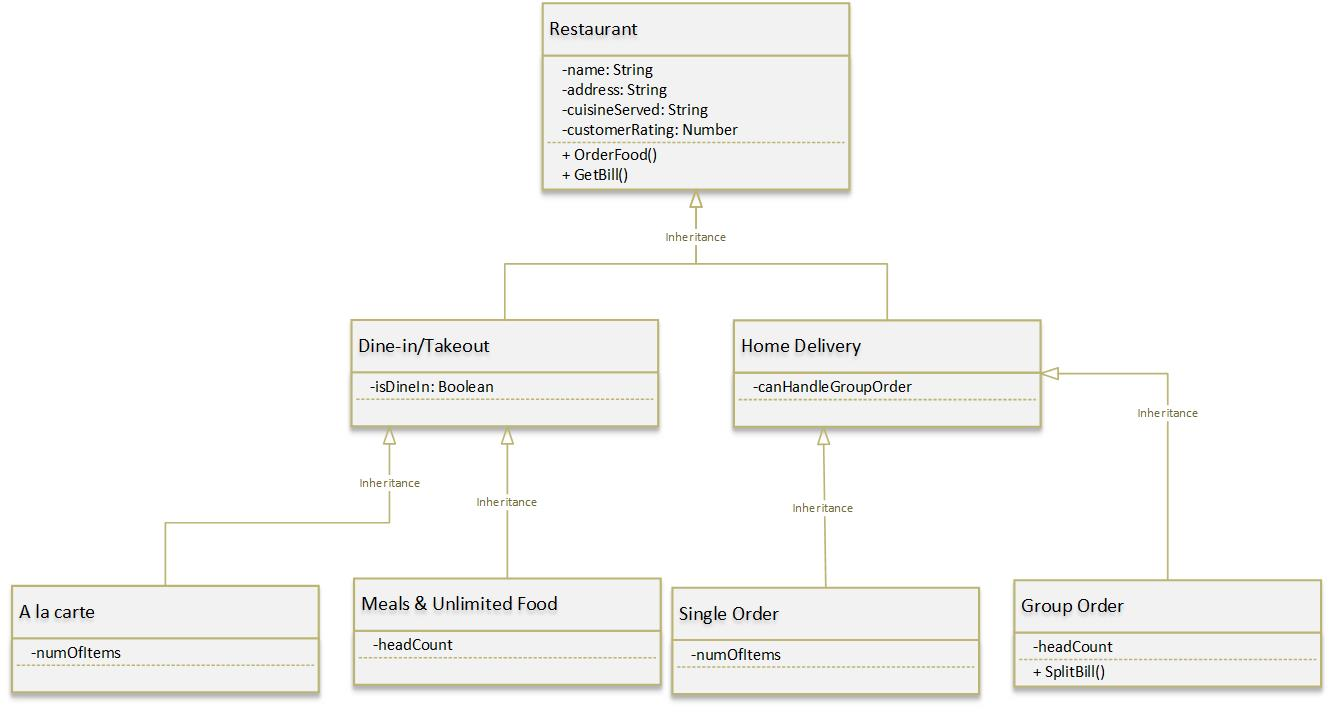 Restaurant
-name: String
-address: String
-cuisineServed: String
-customerRating: Number
+ OrderFood()
+ GetBill()
Inheritance
Dine-in/Takeout
-isDineIn: Boolean
Home Delivery
-canHandleGroupOrder
Inheritance
Inheritance
Inheritance
Inheritance
A la carte
-numOfItems
Meals & Unlimited Food
-headCount
Single Order
-numOfItems
Group Order
-headCount
+ SplitBill()